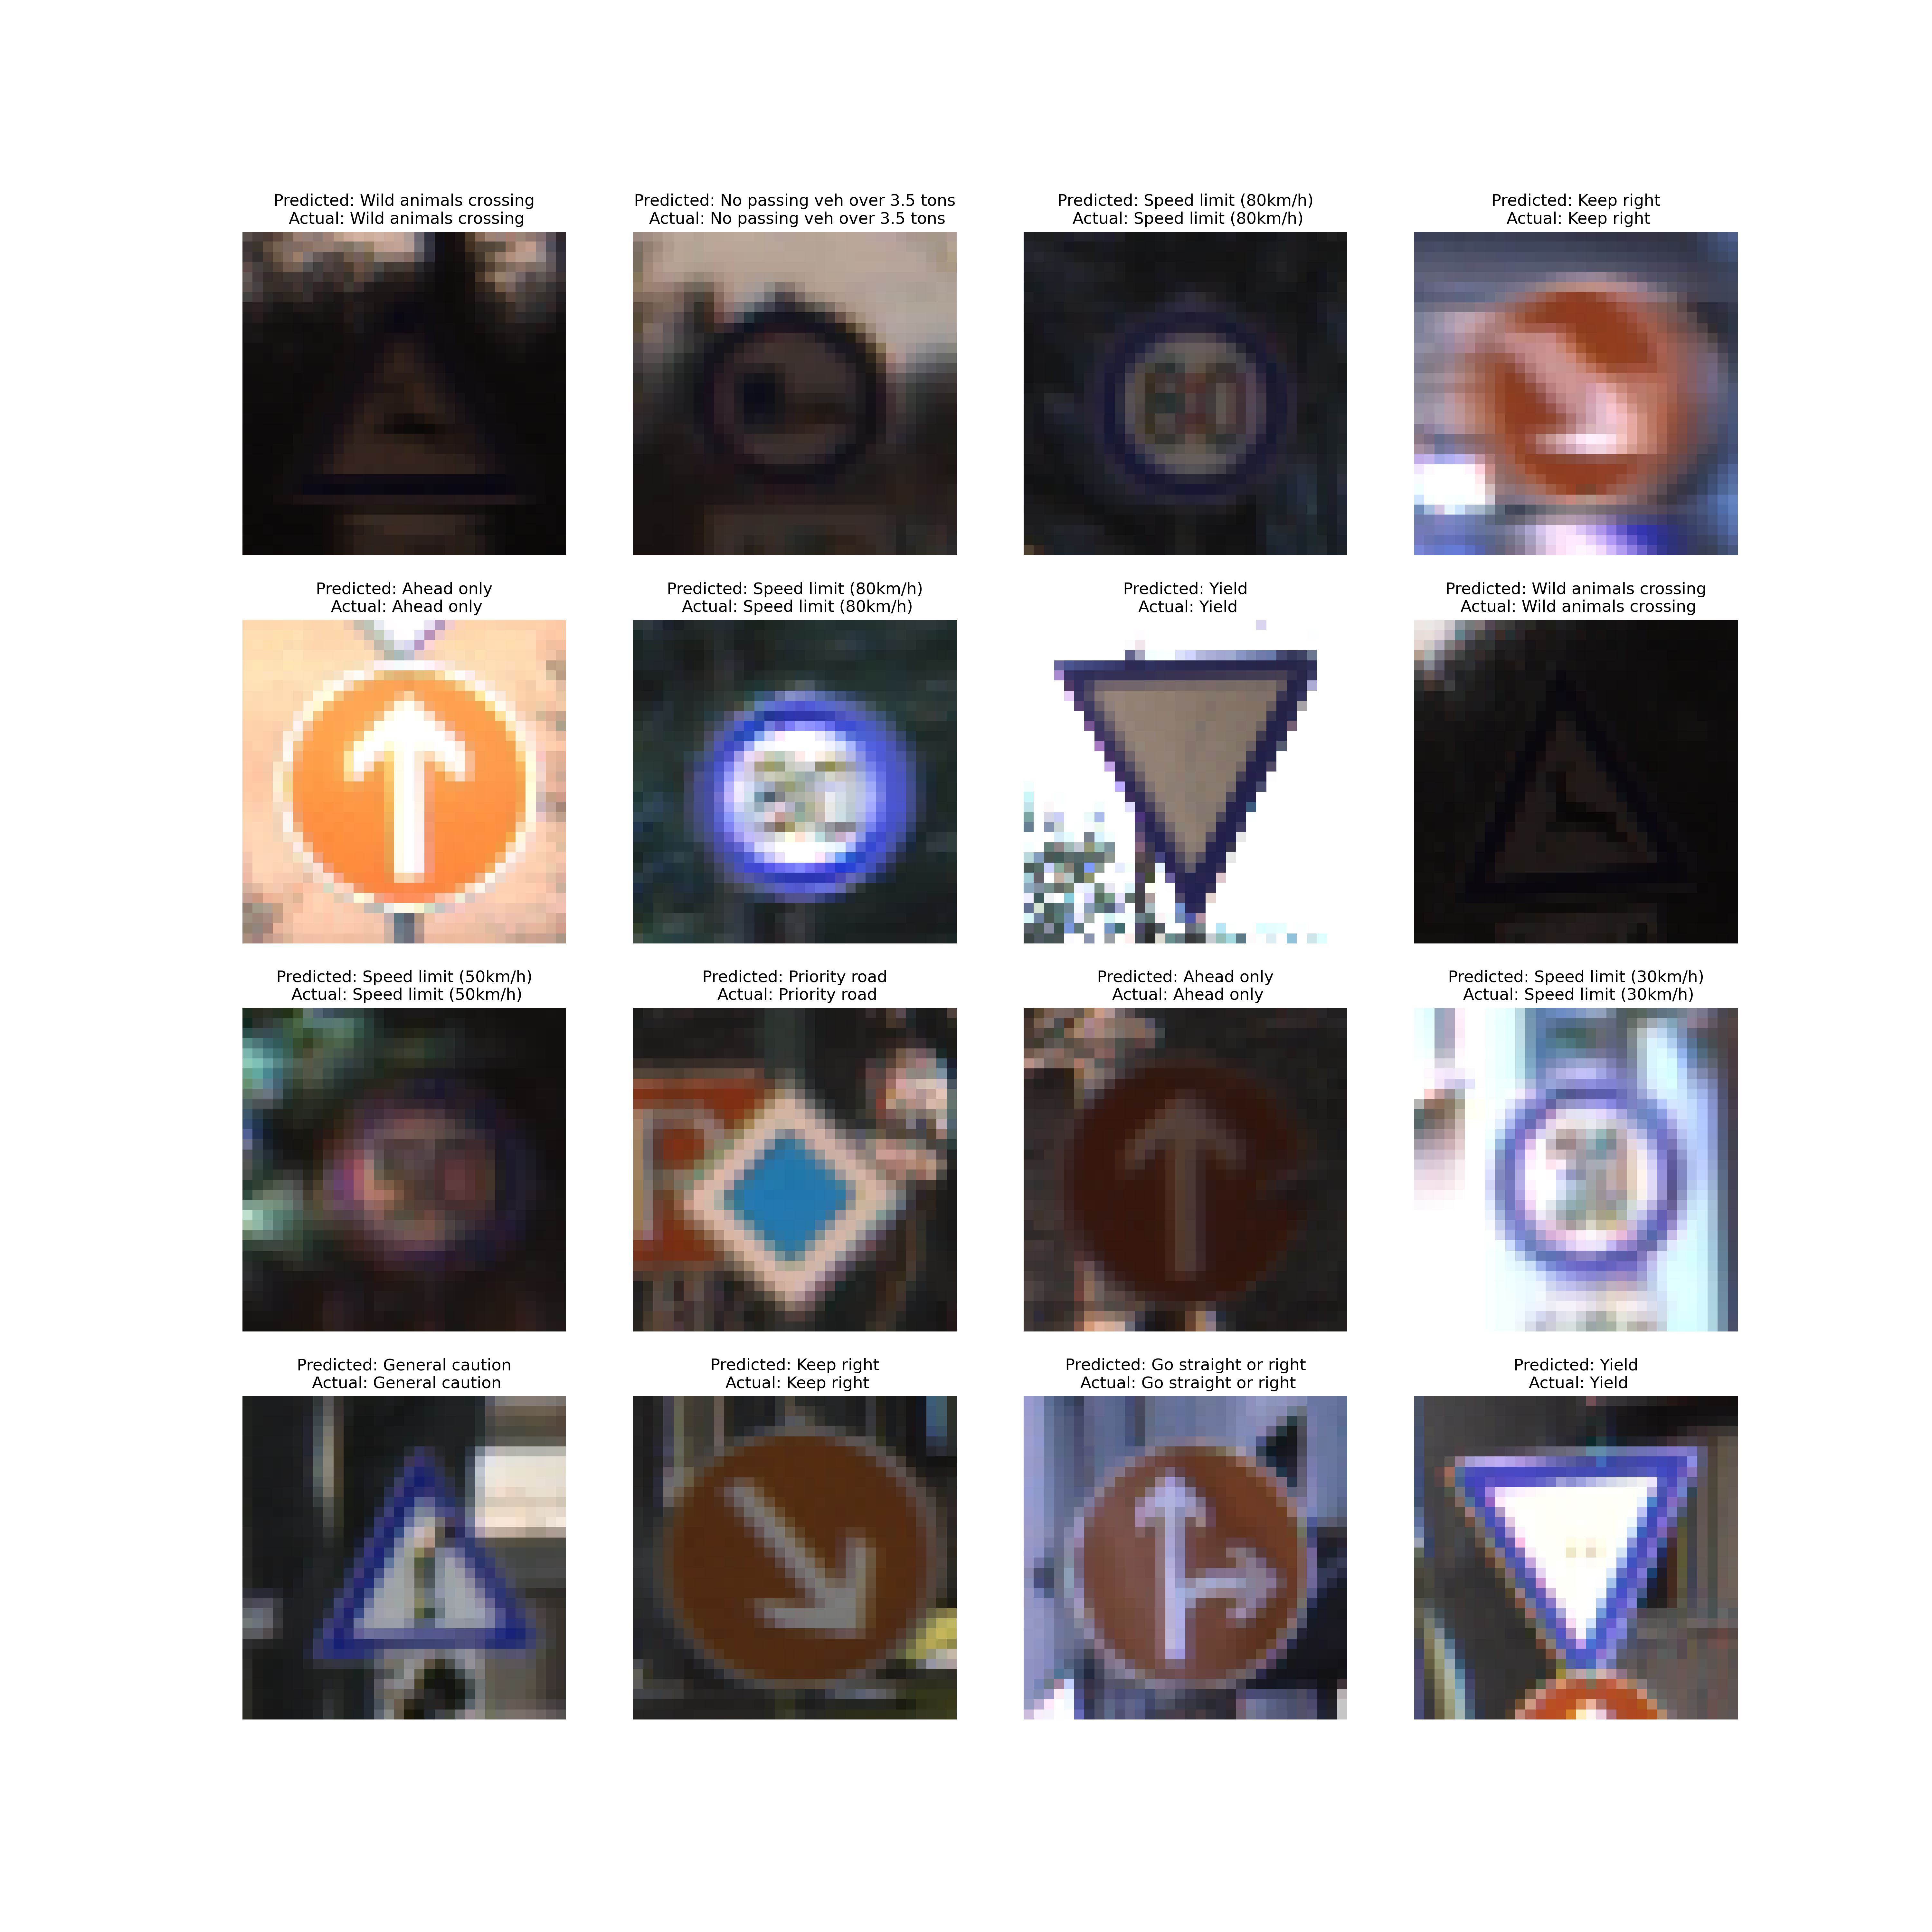 Predicted: Wild animals crossing
Actual: Wild animals crossing
Predicted: No passing veh over 3.5 tons
Actual: No passing veh over 3.5 tons
Predicted: Speed limit (80km/h)
Actual: Speed limit (80km/h)
Predicted: Keep right
Actual: Keep right
80
Predicted: Ahead only
Actual: Ahead only
Predicted: Speed limit (80km/h)
Actual: Speed limit (80km/h)
Predicted: Yield
Actual: Yield
Predicted: Wild animals crossing
Actual: Wild animals crossing
Predicted: Speed limit (50km/h)
Actual: Speed limit (50km/h)
Predicted: Priority road
Actual: Priority road
Predicted: Ahead only
Actual: Ahead only
Predicted: Speed limit (30km/h)
Actual: Speed limit (30km/h)
P
Predicted: General caution
Actual: General caution
Predicted: Keep right
Actual: Keep right
Predicted: Go straight or right
Actual: Go straight or right
Predicted: Yield
Actual: Yield